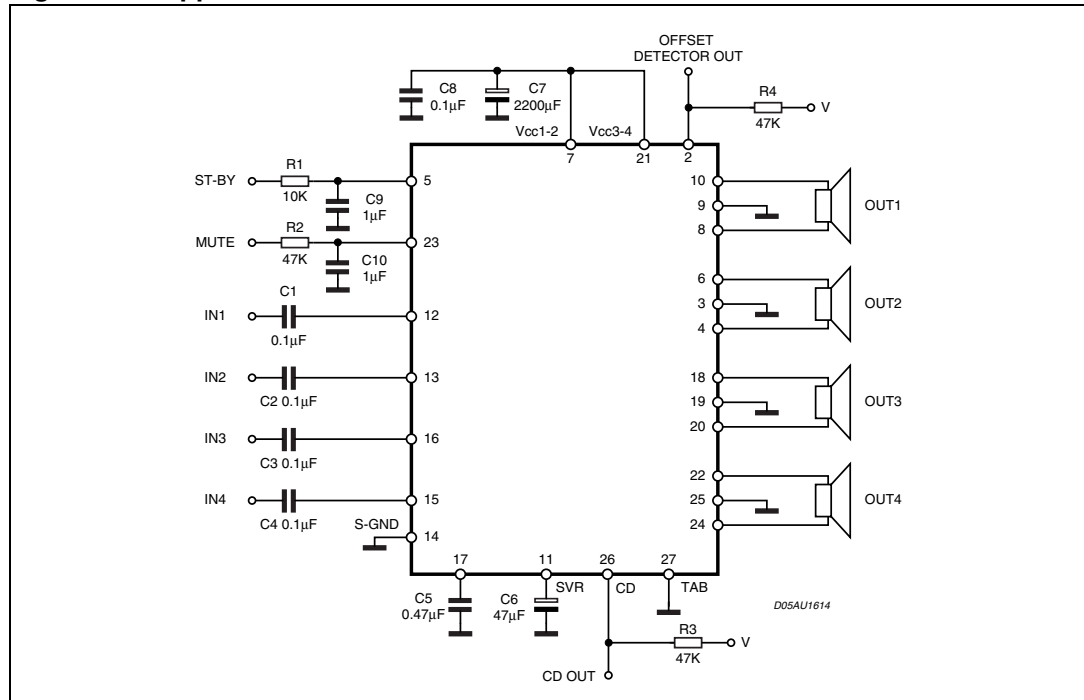 OFFSET
DETECTOR OUT
C8
0.1µF
C7
2200µF
R4
47K
V
Vcc1-2
Vcc3-4
7
21
2
ST-BY
R1
10K
5
C9
1µF
MUTE
R2
47K
23
C10
1µF
C1
IN1
12
0.1µF
IN2
13
C2 0.1µF
IN3
16
C3 0.1µF
IN4
15
C4 0.1µF
S-GND
14
10
9
8
OUT1
6
3
4
OUT2
18
19
20
OUT3
22
25
24
OUT4
17
11
26
27
SVR
CD
TAB
C5
0.47µF
C6
47µF
D05AU1614
R3
47K
V
CD OUT